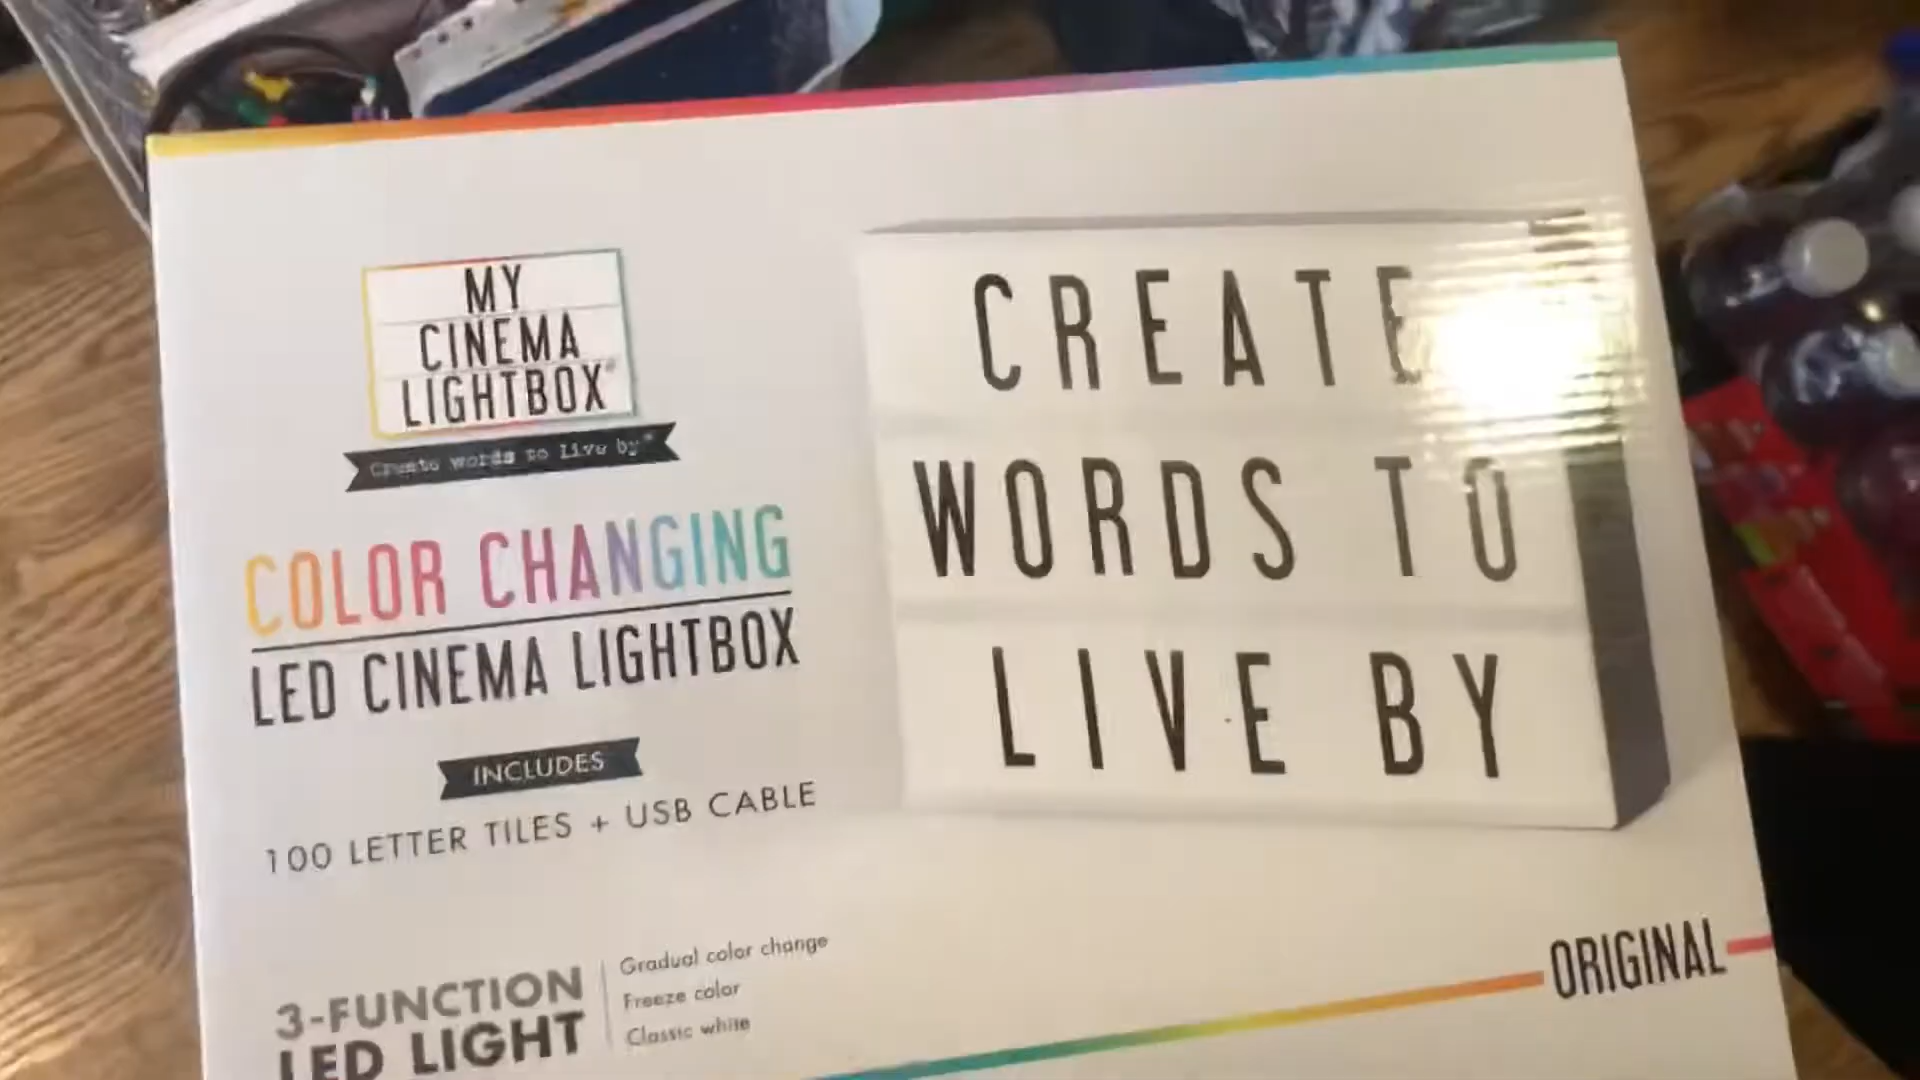 MY
CINEMA
LIGHTBOX®
Create words to live by®
COLOR CHANGING
LED CINEMA LIGHTBOX
INCLUDES
100 LETTER TILES + USB CABLE
3-FUNCTION
LED LIGHT
Gradual color change
Freeze color
Classic white
CREATE
WORDS TO
LIVE BY
ORIGINAL